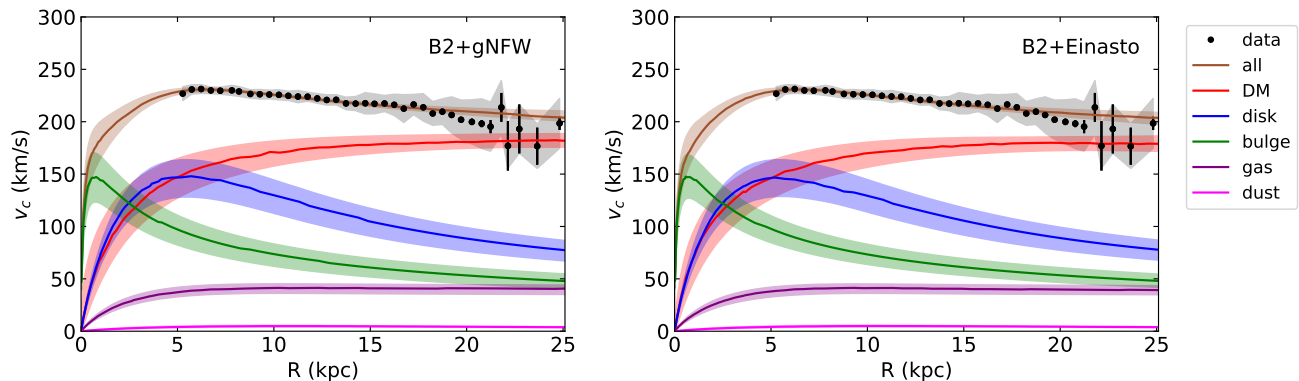 300
250
200
150
100
50
0
v_c (km/s)
B2+gNFW
0 5 10 15 20 25
R (kpc)
300
250
200
150
100
50
0
v_c (km/s)
B2+Einasto
0 5 10 15 20 25
R (kpc)
data
all
DM
disk
bulge
gas
dust